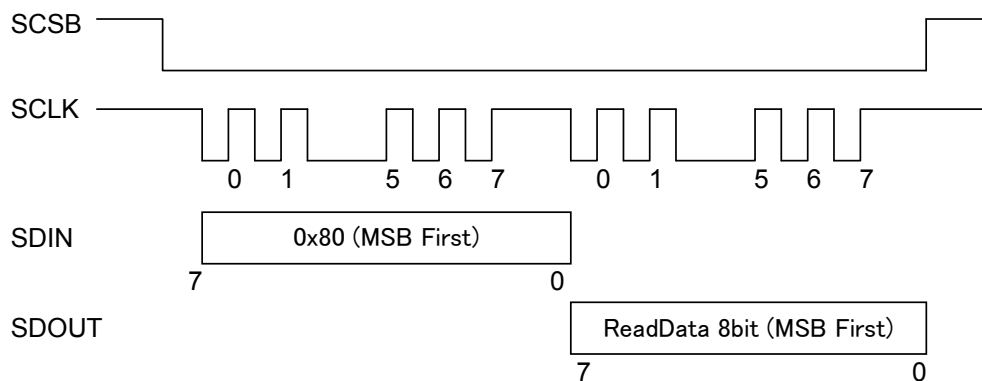 SCSB
SCLK
0 1 5 6 7 0 1 5 6 7
SDIN
0x80 (MSB First)
7 0
SDOUT
ReadData 8bit (MSB First)
7 0